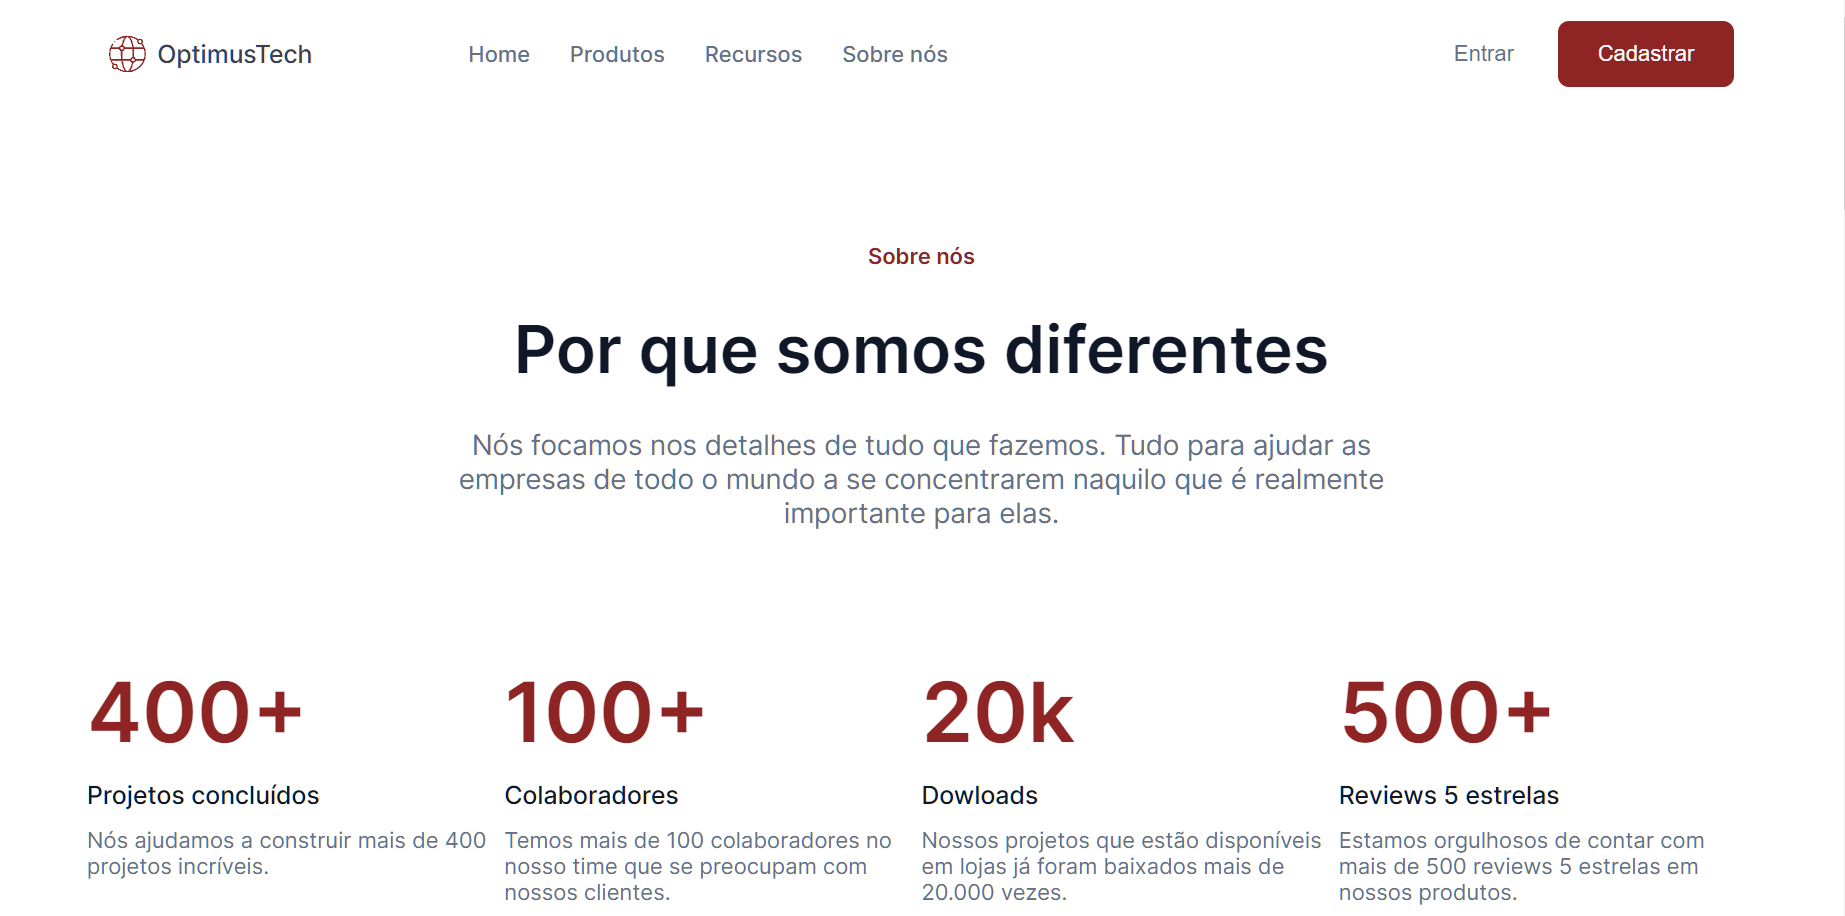 OptimusTech
Home Produtos Recursos Sobre nós
Entrar Cadastrar
Sobre nós
Por que somos diferentes
Nós focamos nos detalhes de tudo que fazemos. Tudo para ajudar as
empresas de todo o mundo a se concentrarem naquilo que é realmente
importante para elas.
400+
Projetos concluídos
Nós ajudamos a construir mais de 400
projetos incríveis.
100+
Colaboradores
Temos mais de 100 colaboradores no
nosso time que se preocupam com
nossos clientes.
20k
Dowloads
Nossos projetos que estão disponíveis
em lojas já foram baixados mais de
20.000 vezes.
500+
Reviews 5 estrelas
Estamos orgulhosos de contar com
mais de 500 reviews 5 estrelas em
nossos produtos.